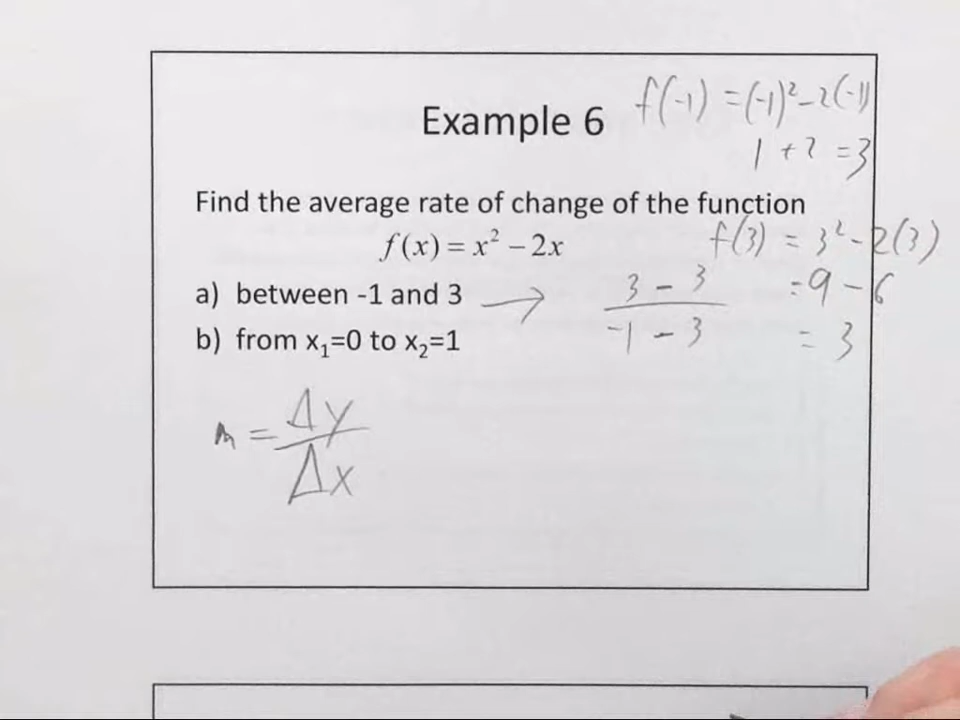 Example 6
f(-1) = (-1)² - 2(-1)
1 + 2 = 3
Find the average rate of change of the function
f(x) = x² − 2x
f(3) = 3² - 2(3)
= 9 - 6
= 3
a) between -1 and 3 →
3 - 3
-1 - 3
b) from x₁=0 to x₂=1
m = Δy
Δx